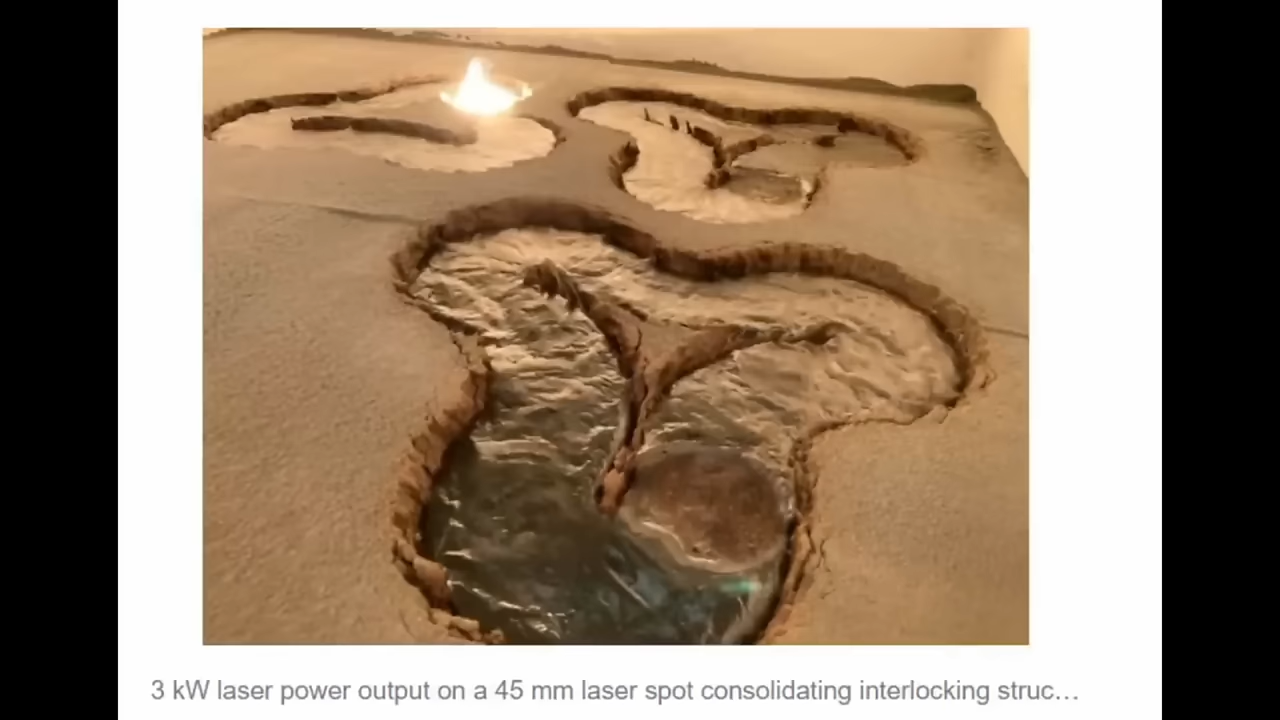 3 kW laser power output on a 45 mm laser spot consolidating interlocking struc…